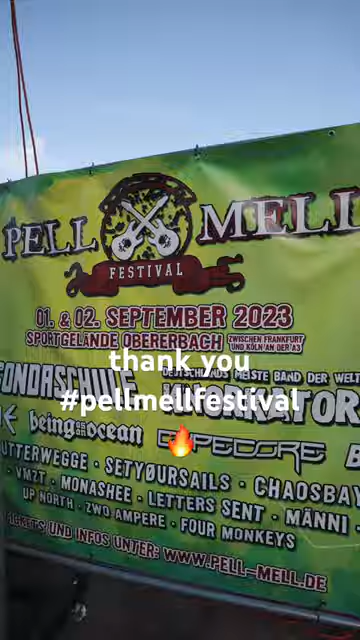 PELL MELL
FESTIVAL
01. & 02. SEPTEMBER 2023
SPORTGELÄNDE OBERERBACH ZWISCHEN FRANKFURT UND KÖLN AN DER A3
thank you
DEUTSCHLANDS MEISTE BAND DER WELT
#pellmellfestival
being as an ocean
SETYØURSAILS · CHAOSBAY
VMZT · MONASHEE · LETTERS SENT · MÄNNI
UP NORTH · ZWO AMPERE · FOUR MONKEYS
TICKETS UND INFOS UNTER: WWW.PELL-MELL.DE